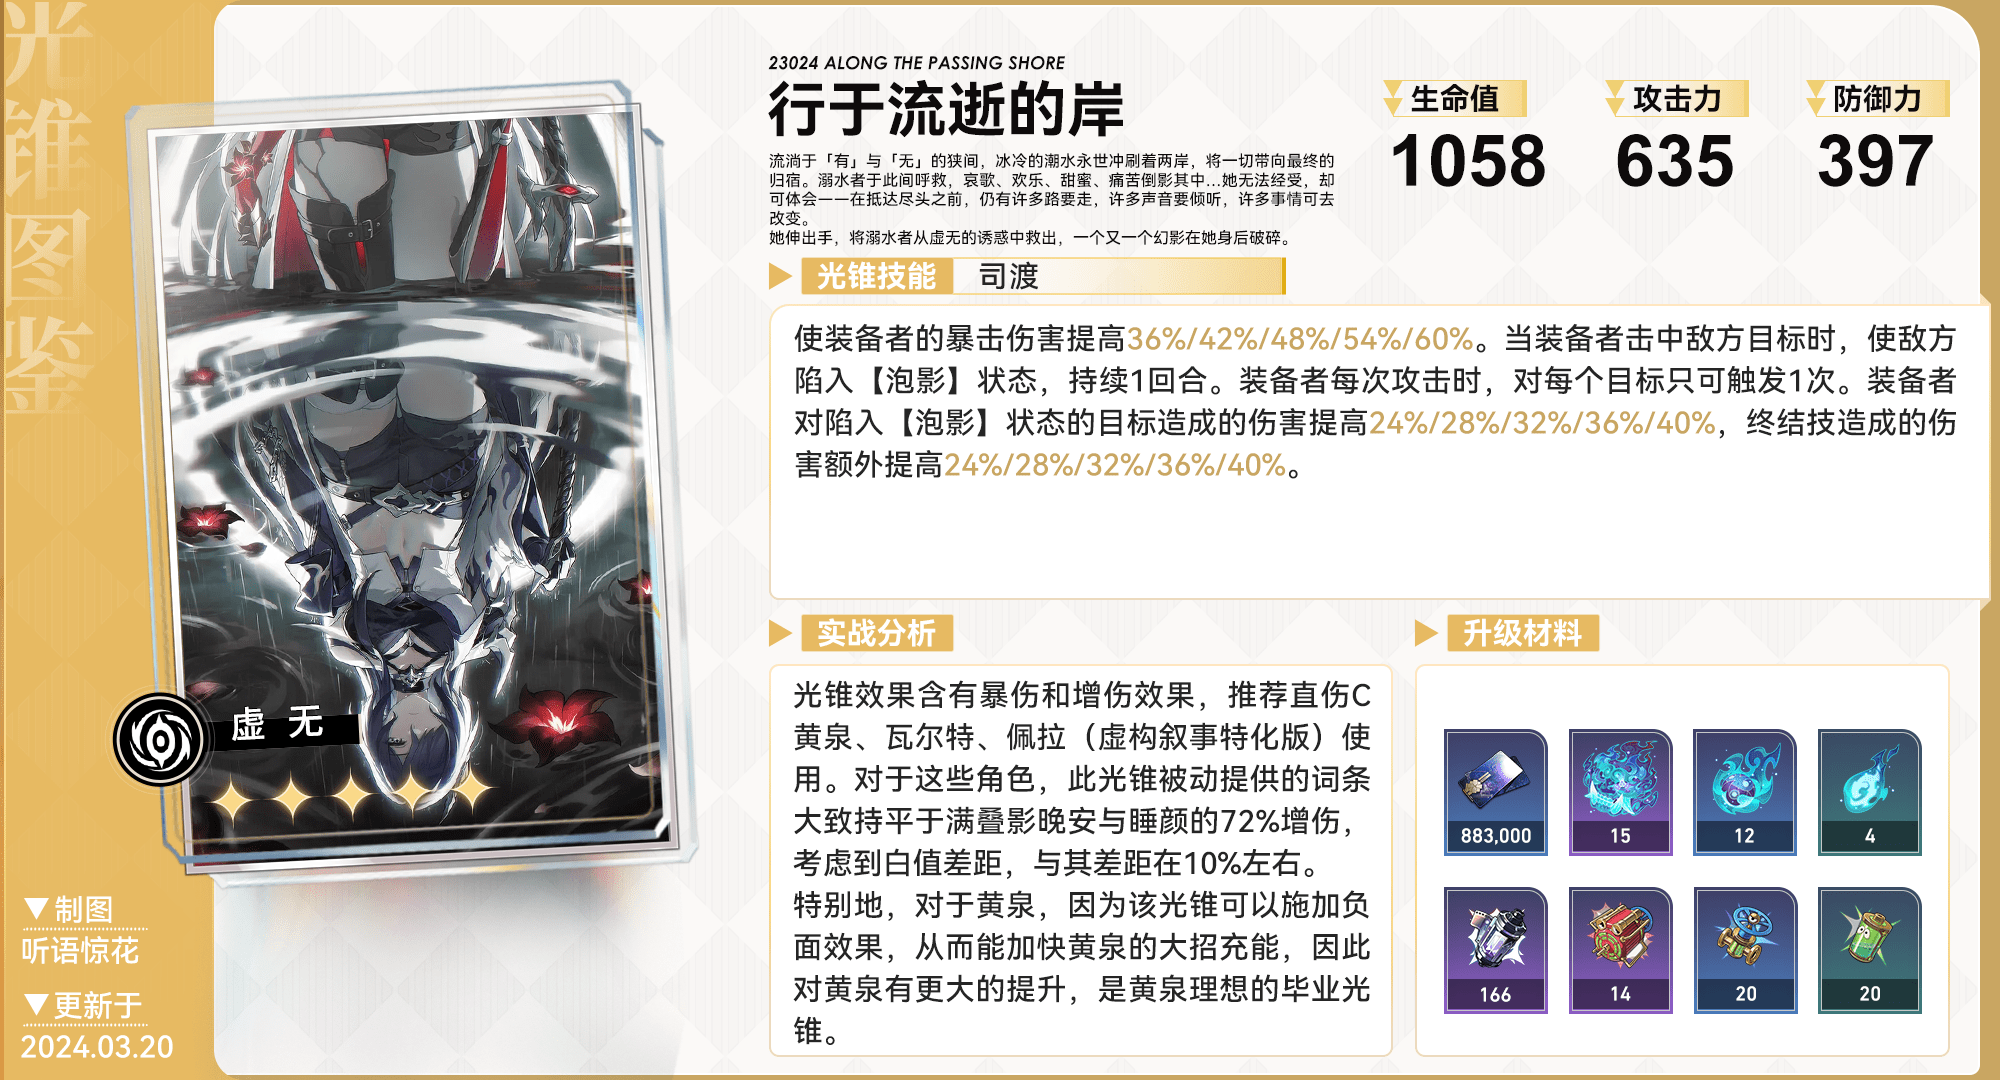 光锥图鉴
23024 ALONG THE PASSING SHORE
行于流逝的岸
流淌于「有」与「无」的狭间，冰冷的潮水永世冲刷着两岸，将一切带向最终的
归宿。溺水者于此间呼救，哀歌、欢乐、甜蜜、痛苦倒影其中...她无法经受，却
可体会一一在抵达尽头之前，仍有许多路要走，许多声音要倾听，许多事情可去
改变。
她伸出手，将溺水者从虚无的诱惑中救出，一个又一个幻影在她身后破碎。
生命值
1058
攻击力
635
防御力
397
光锥技能 司渡
使装备者的暴击伤害提高36%/42%/48%/54%/60%。当装备者击中敌方目标时，使敌方
陷入【泡影】状态，持续1回合。装备者每次攻击时，对每个目标只可触发1次。装备者
对陷入【泡影】状态的目标造成的伤害提高24%/28%/32%/36%/40%，终结技造成的伤
害额外提高24%/28%/32%/36%/40%。
虚无
实战分析
光锥效果含有暴伤和增伤效果，推荐直伤C
黄泉、瓦尔特、佩拉（虚构叙事特化版）使
用。对于这些角色，此光锥被动提供的词条
大致持平于满叠影晚安与睡颜的72%增伤，
考虑到白值差距，与其差距在10%左右。
特别地，对于黄泉，因为该光锥可以施加负
面效果，从而能加快黄泉的大招充能，因此
对黄泉有更大的提升，是黄泉理想的毕业光
锥。
升级材料
883,000 15 12 4
166 14 20 20
▼制图
听语惊花
▼更新于
2024.03.20